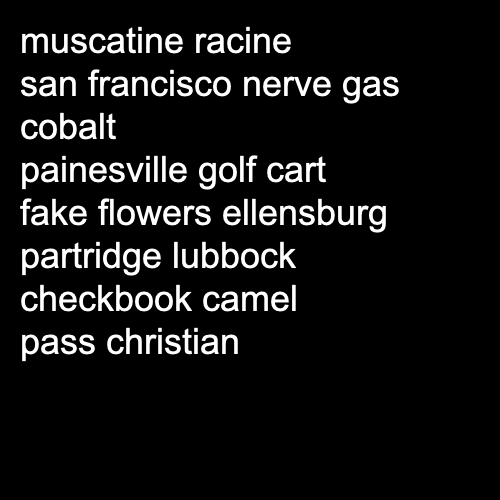 muscatine racine
san francisco nerve gas
cobalt
painesville golf cart
fake flowers ellensburg
partridge lubbock
checkbook camel
pass christian